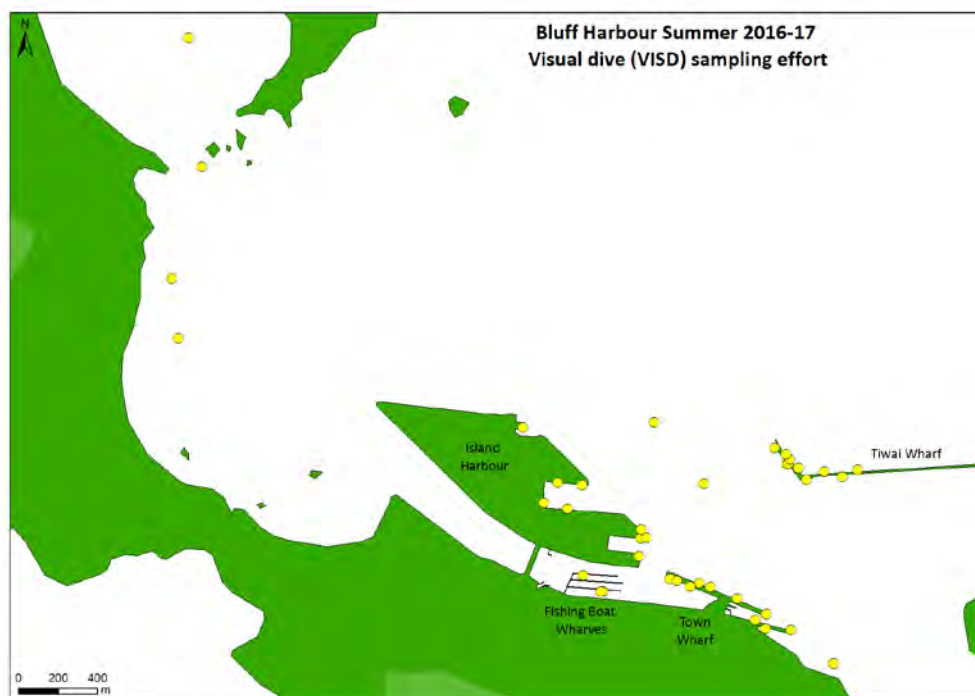 Bluff Harbour Summer 2016-17
Visual dive (VISD) sampling effort
N
Island
Harbour
Tiwai Wharf
Fishing Boat
Wharves
Town
Wharf
0 200 400
m